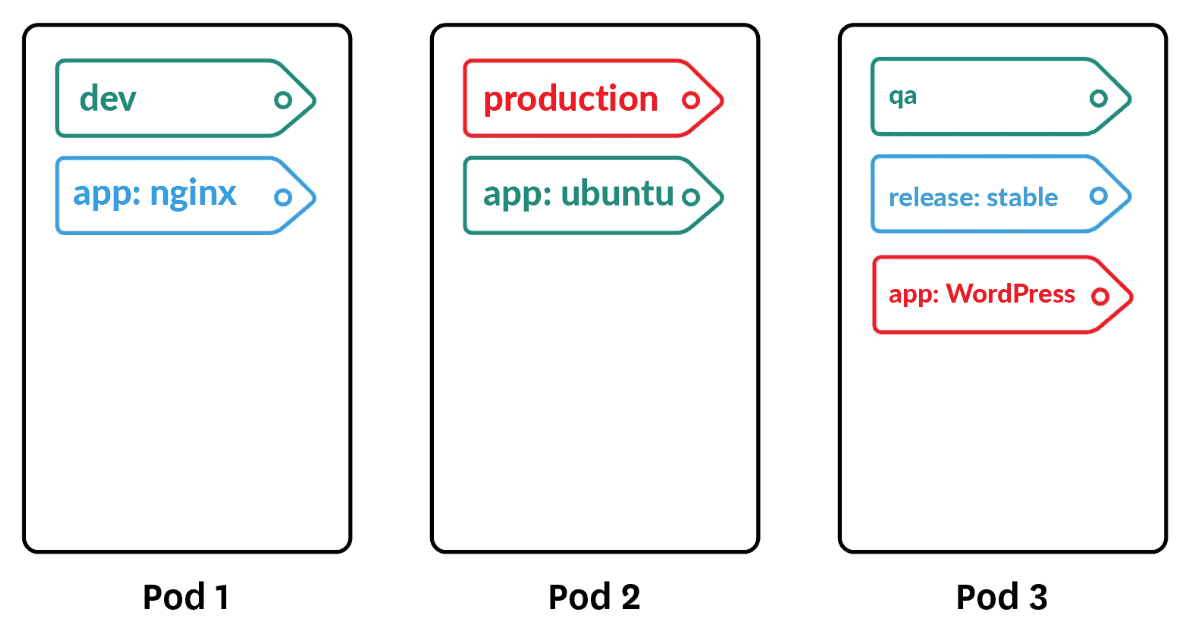 dev
app: nginx
Pod 1
production
app: ubuntu
Pod 2
qa
release: stable
app: WordPress
Pod 3